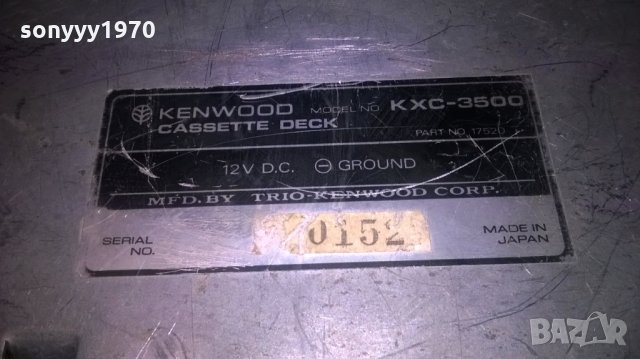 sonyyy1970
KENWOOD MODEL NO. KXC-3500
CASSETTE DECK
PART NO. 17520
12V D.C. ⊖ GROUND
MFD. BY TRIO-KENWOOD CORP.
SERIAL NO. 0152
MADE IN JAPAN
BAZAR